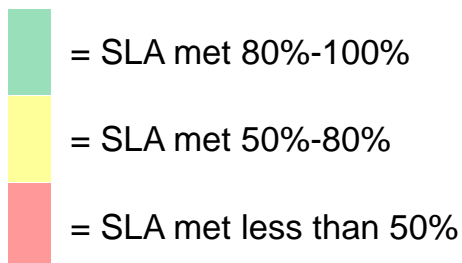 = SLA met 80%-100%
= SLA met 50%-80%
= SLA met less than 50%